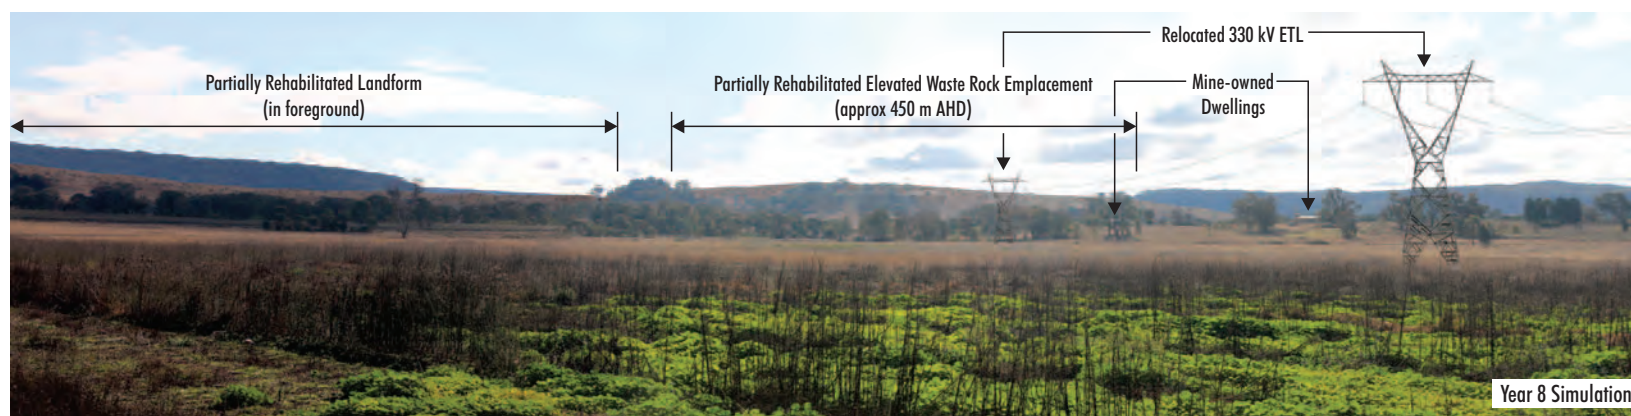 Relocated 330 kV ETL
Partially Rehabilitated Landform
(in foreground)
Partially Rehabilitated Elevated Waste Rock Emplacement
(approx 450 m AHD)
Mine-owned
Dwellings
Year 8 Simulation